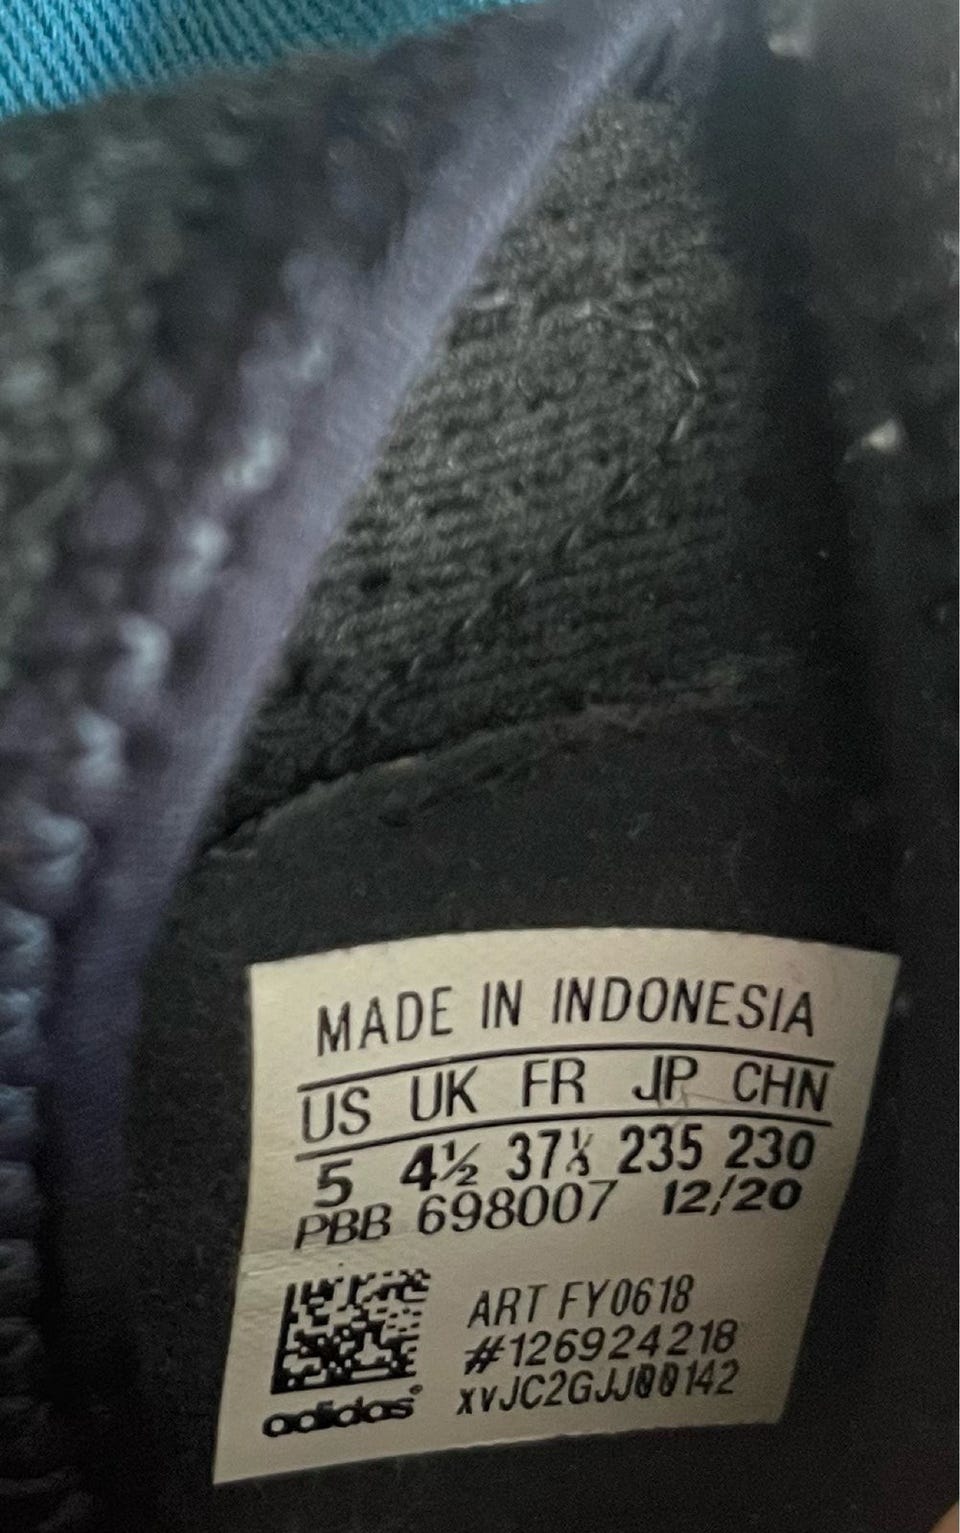 MADE IN INDONESIA
US UK FR JP CHN
5 4½ 37⅓ 235 230
PBB 698007 12/20
ART FY0618
#126924218
adidas®